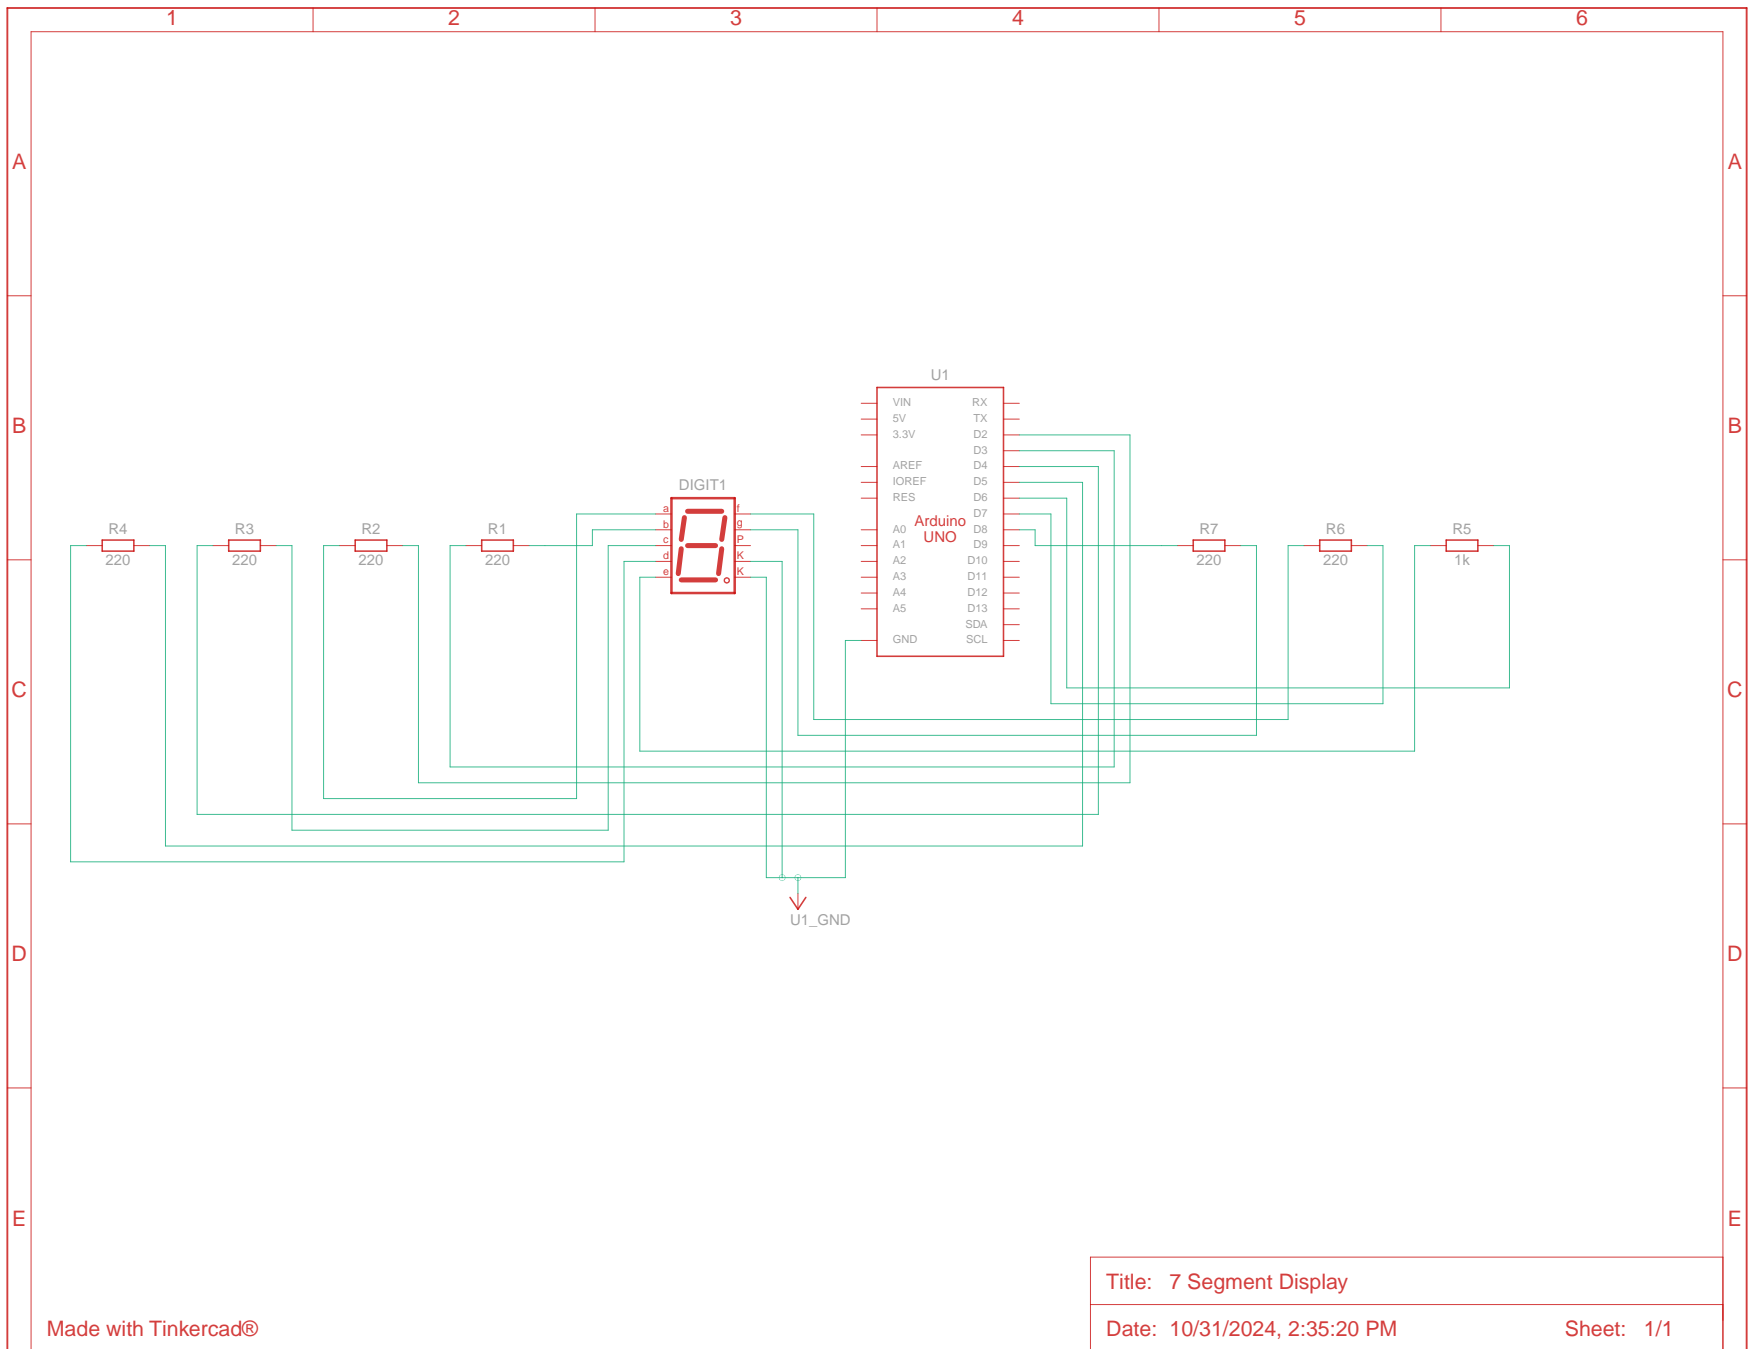 1 2 3 4 5 6
A A
B B
C C
D D
E E
U1
VIN RX
5V TX
3.3V D2
D3
AREF D4
IOREF D5
RES D6
D7
A0 D8
A1 D9
A2 D10
A3 D11
A4 D12
A5 D13
SDA
GND SCL
Arduino
UNO
DIGIT1
a f
b g
c P
d K
e K
R4
220
R3
220
R2
220
R1
220
R7
220
R6
220
R5
1k
U1_GND
Title: 7 Segment Display
Made with Tinkercad®
Date: 10/31/2024, 2:35:20 PM Sheet: 1/1